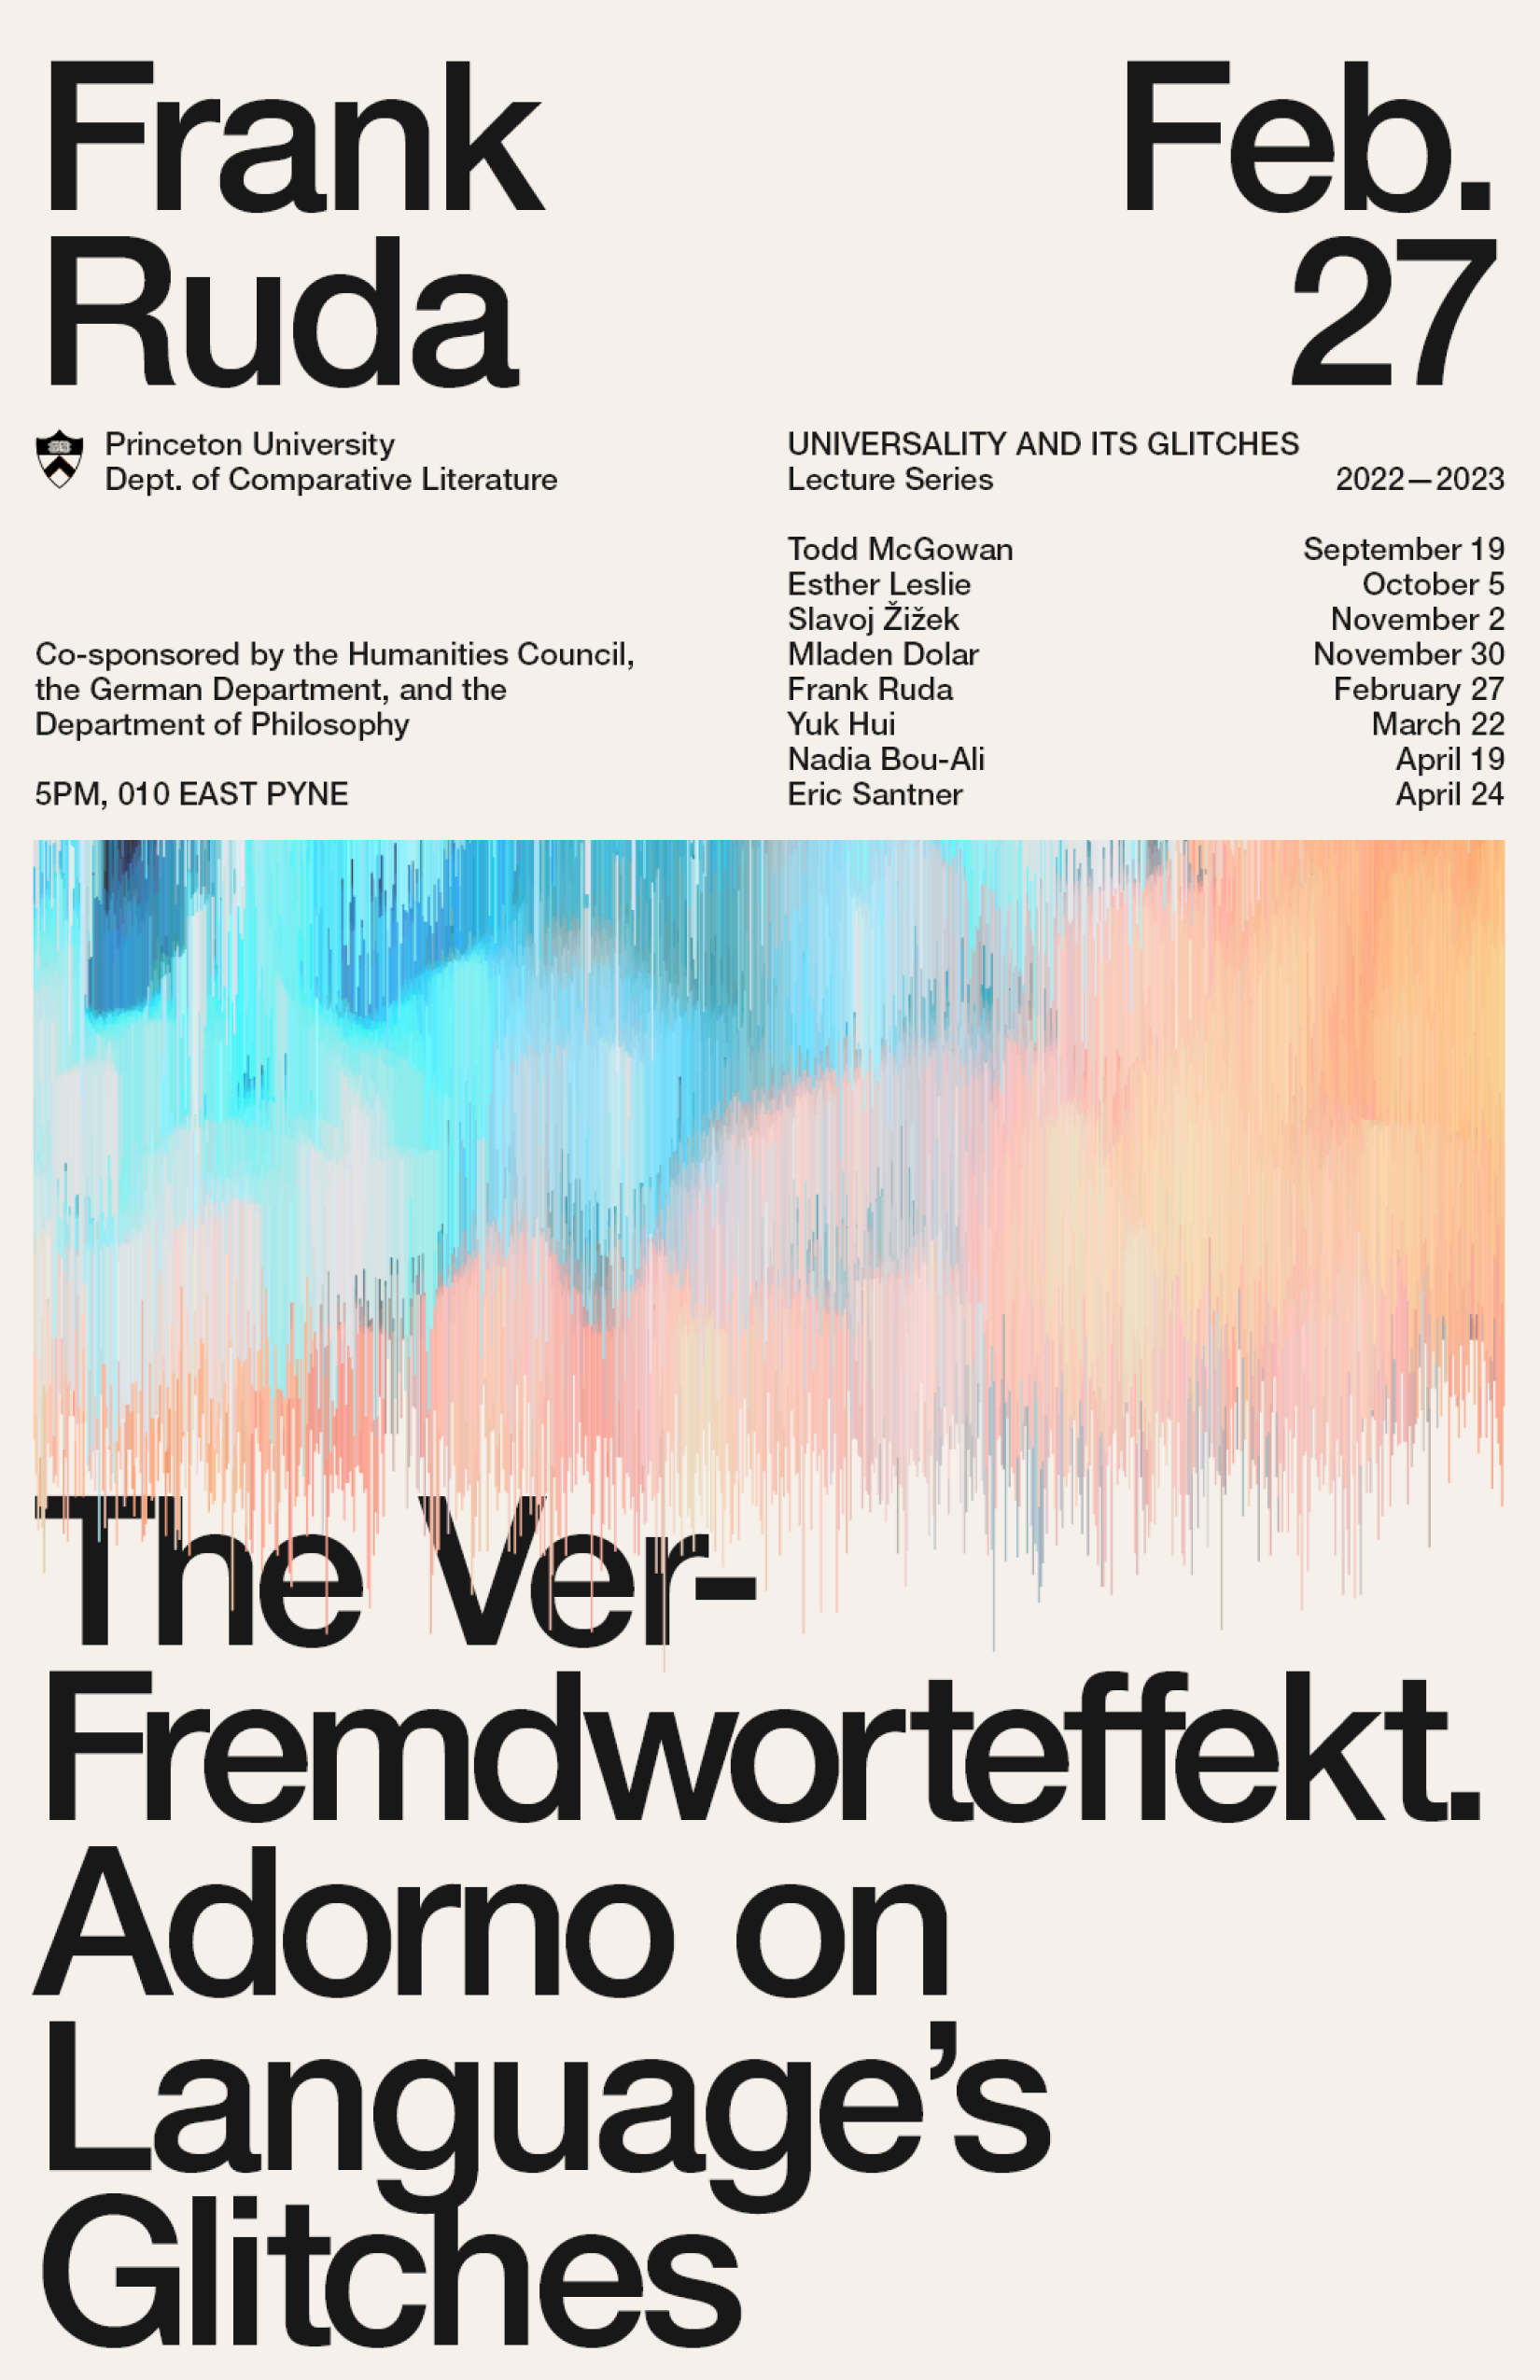 Frank
Ruda
Feb.
27
Princeton University
Dept. of Comparative Literature
Co-sponsored by the Humanities Council,
the German Department, and the
Department of Philosophy
5PM, 010 EAST PYNE
UNIVERSALITY AND ITS GLITCHES
Lecture Series 2022—2023
Todd McGowan September 19
Esther Leslie October 5
Slavoj Žižek November 2
Mladen Dolar November 30
Frank Ruda February 27
Yuk Hui March 22
Nadia Bou-Ali April 19
Eric Santner April 24
The Ver-
Fremdworteffekt.
Adorno on
Language’s
Glitches